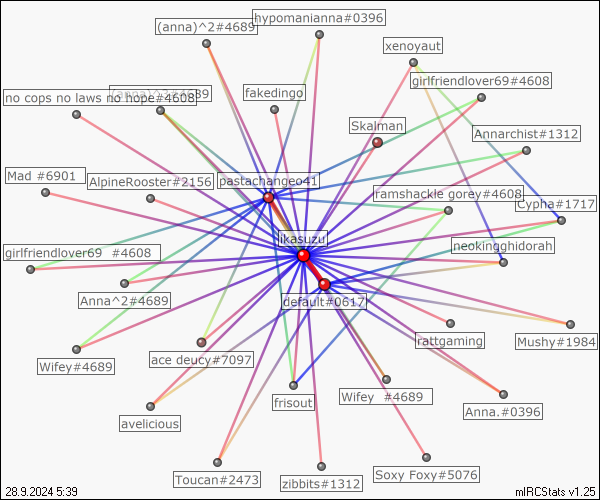 (anna)^2#4689
hypomanianna#0396
xenoyaut
girlfriendlover69#4608
(anna)^2#4689
no cops no laws no hope#4608
fakedingo
Skalman
Annarchist#1312
Mad #6901
AlpineRooster#2156
pastachangeo41
ramshackle gorey#4608
Cypha#1717
girlfriendlover69 #4608
ikasuzu
neokingghidorah
Anna^2#4689
default#0617
Wifey#4689
ace deucy#7097
rattgaming
Mushy#1984
avelicious
frisout
Wifey #4689
Anna.#0396
Toucan#2473
zibbits#1312
Soxy Foxy#5076
28.9.2024 5:39
mIRCStats v1.25